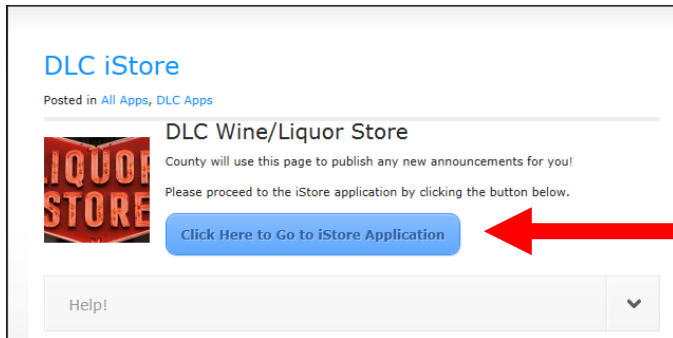 DLC iStore
Posted in All Apps, DLC Apps
DLC Wine/Liquor Store
LIQUOR
STORE
County will use this page to publish any new announcements for you!
Please proceed to the iStore application by clicking the button below.
Click Here to Go to iStore Application
Help!